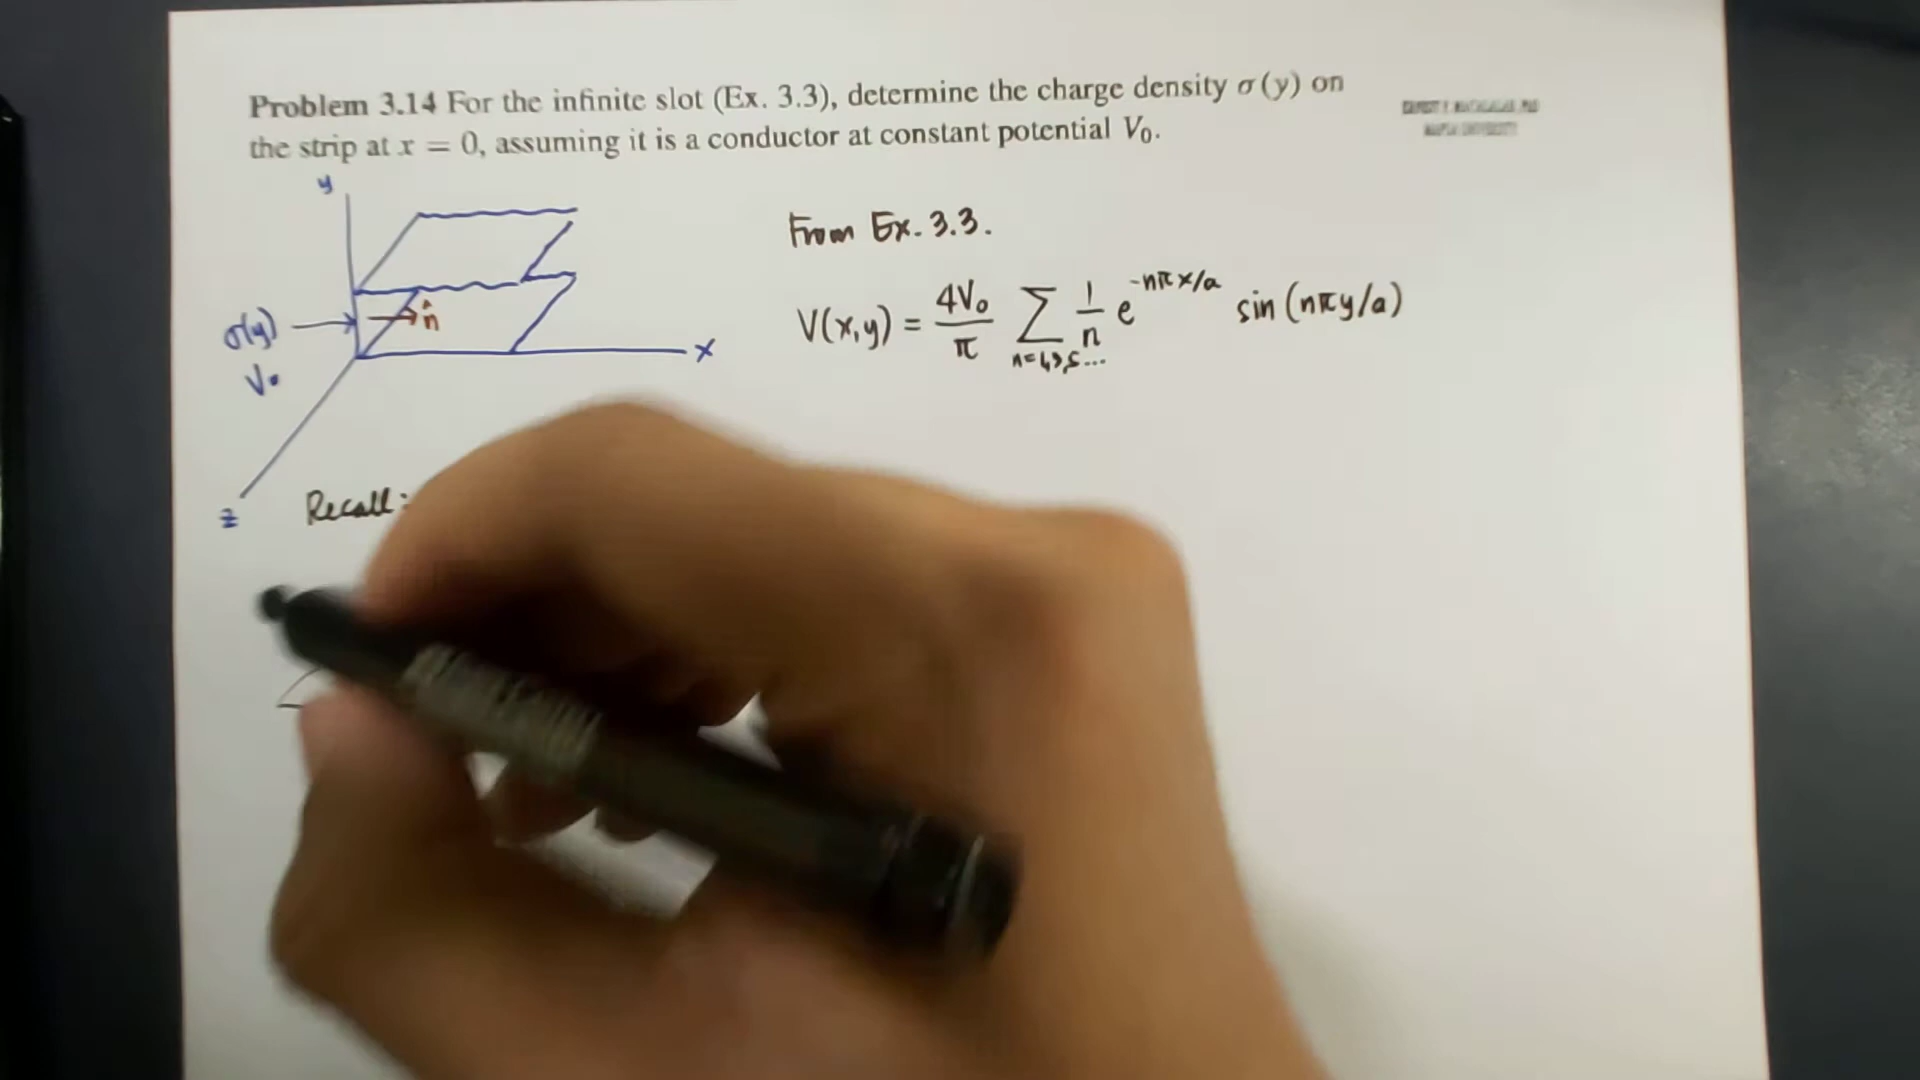 Problem 3.14 For the infinite slot (Ex. 3.3), determine the charge density σ(y) on
the strip at x = 0, assuming it is a conductor at constant potential V₀.
y
n̂
σ(y)
V₀
x
z
From Ex. 3.3.
V(x,y) = 4V₀/π Σ n=1,3,5... 1/n e^(-nπx/a) sin (nπy/a)
Recall: